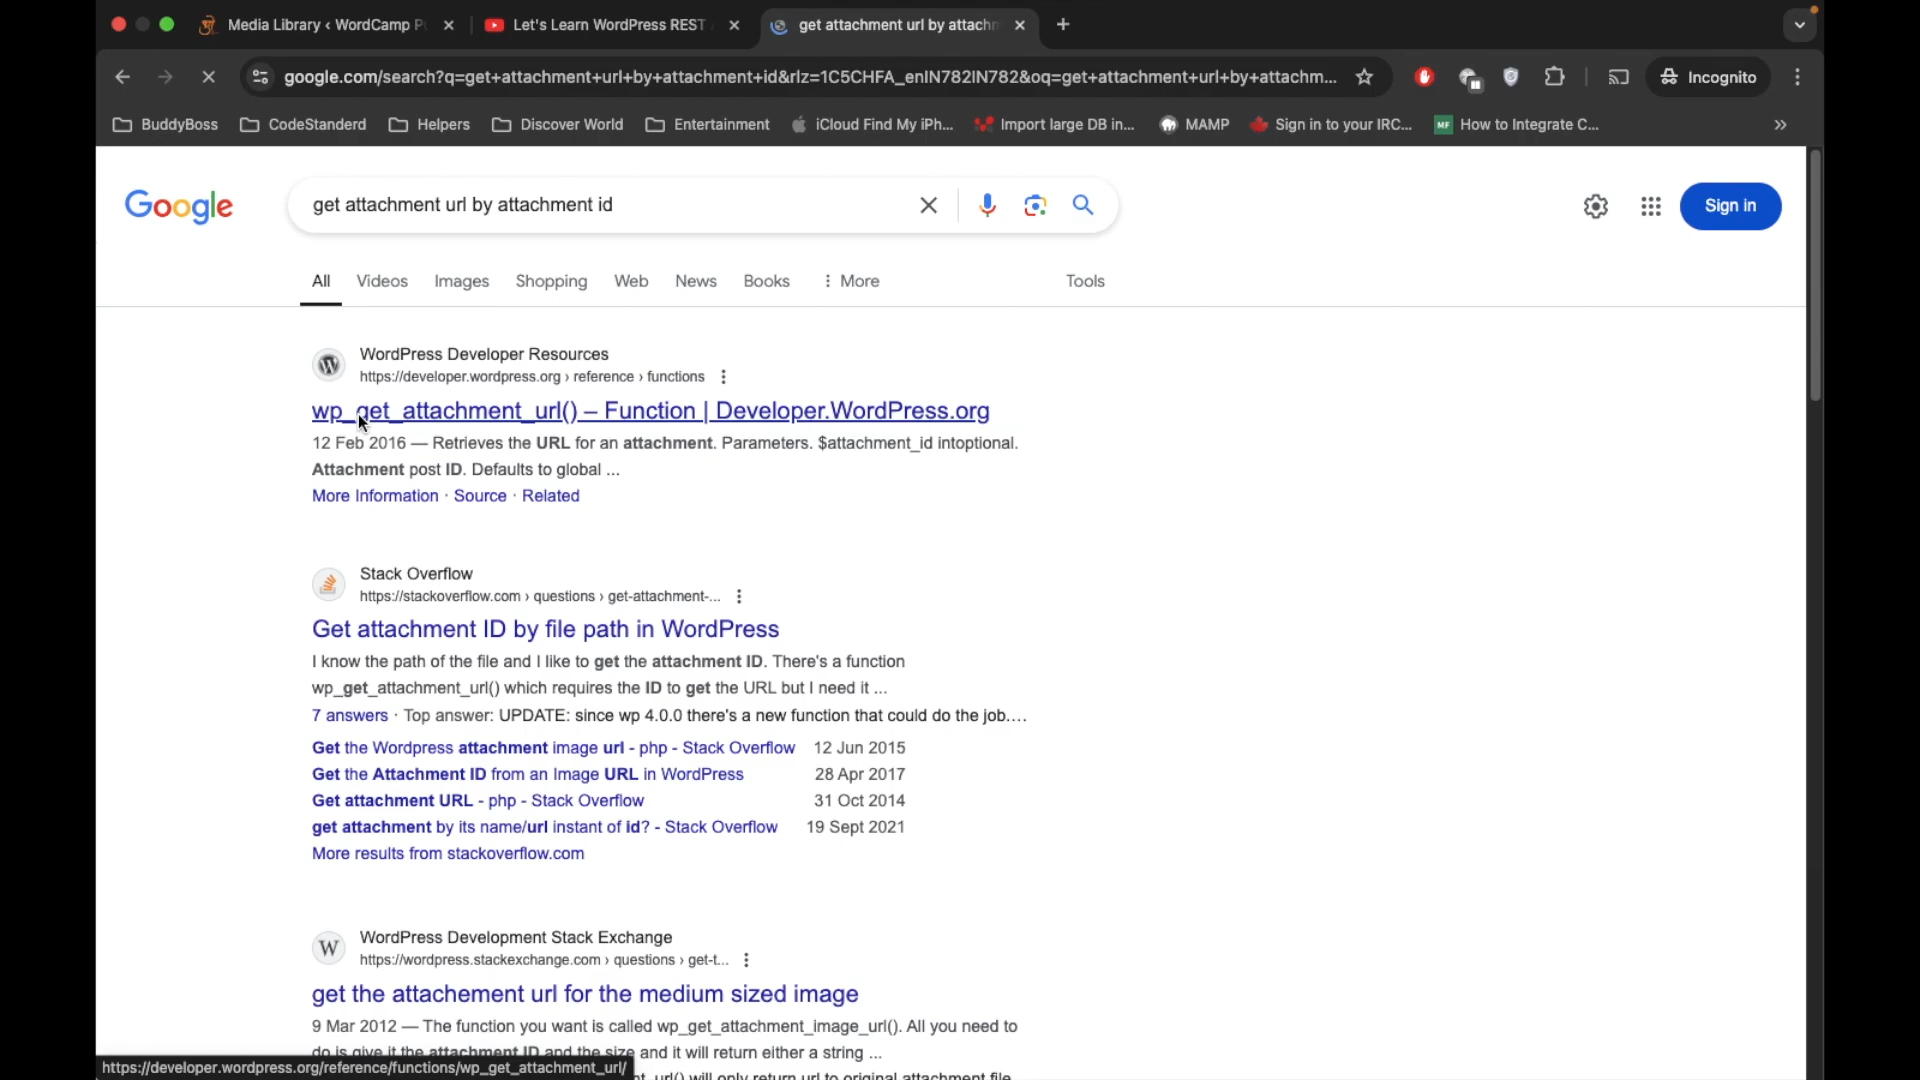 Media Library ‹ WordCamp P
Let's Learn WordPress REST
get attachment url by attachm
google.com/search?q=get+attachment+url+by+attachment+id&rlz=1C5CHFA_enIN782IN782&oq=get+attachment+url+by+attachm...
Incognito
BuddyBoss
CodeStanderd
Helpers
Discover World
Entertainment
iCloud Find My iPh...
Import large DB in...
MAMP
Sign in to your IRC...
MF How to Integrate C...
Google
get attachment url by attachment id
Sign in
All Videos Images Shopping Web News Books More Tools
WordPress Developer Resources
https://developer.wordpress.org › reference › functions
wp_get_attachment_url() – Function | Developer.WordPress.org
12 Feb 2016 — Retrieves the URL for an attachment. Parameters. $attachment_id intoptional.
Attachment post ID. Defaults to global ...
More Information · Source · Related
Stack Overflow
https://stackoverflow.com › questions › get-attachment-...
Get attachment ID by file path in WordPress
I know the path of the file and I like to get the attachment ID. There's a function
wp_get_attachment_url() which requires the ID to get the URL but I need it ...
7 answers · Top answer: UPDATE: since wp 4.0.0 there's a new function that could do the job....
Get the Wordpress attachment image url - php - Stack Overflow 12 Jun 2015
Get the Attachment ID from an Image URL in WordPress 28 Apr 2017
Get attachment URL - php - Stack Overflow 31 Oct 2014
get attachment by its name/url instant of id? - Stack Overflow 19 Sept 2021
More results from stackoverflow.com
W
WordPress Development Stack Exchange
https://wordpress.stackexchange.com › questions › get-t...
get the attachement url for the medium sized image
9 Mar 2012 — The function you want is called wp_get_attachment_image_url(). All you need to
do is give it the attachment ID and the size and it will return either a string ...
https://developer.wordpress.org/reference/functions/wp_get_attachment_url/
url() will only return url to original attachment file